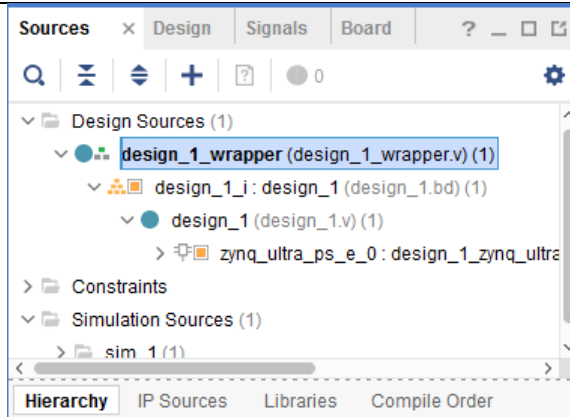 Sources × Design Signals Board ? _
+ ? 0
Design Sources (1)
design_1_wrapper (design_1_wrapper.v) (1)
design_1_i : design_1 (design_1.bd) (1)
design_1 (design_1.v) (1)
zynq_ultra_ps_e_0 : design_1_zynq_ultra
Constraints
Simulation Sources (1)
sim_1 (1)
Hierarchy IP Sources Libraries Compile Order